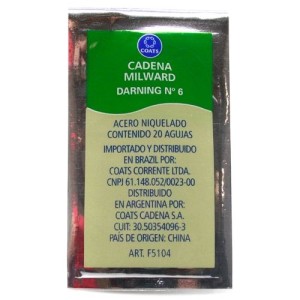 COATS
CADENA
MILWARD
DARNING Nº 6
ACERO NIQUELADO
CONTENIDO 20 AGUJAS
IMPORTADO Y DISTRIBUIDO
EN BRAZIL POR:
COATS CORRENTE LTDA.
CNPJ 61.148.052/0023-00
DISTRIBUIDO
EN ARGENTINA POR:
COATS CADENA S.A.
CUIT: 30.50354096-3
PAÍS DE ORIGEN: CHINA
ART. F5104